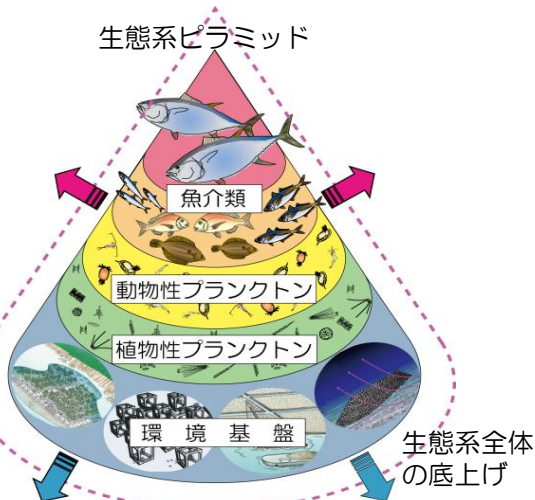 生態系ピラミッド
魚介類
動物性プランクトン
植物性プランクトン
環境基盤
生態系全体
の底上げ